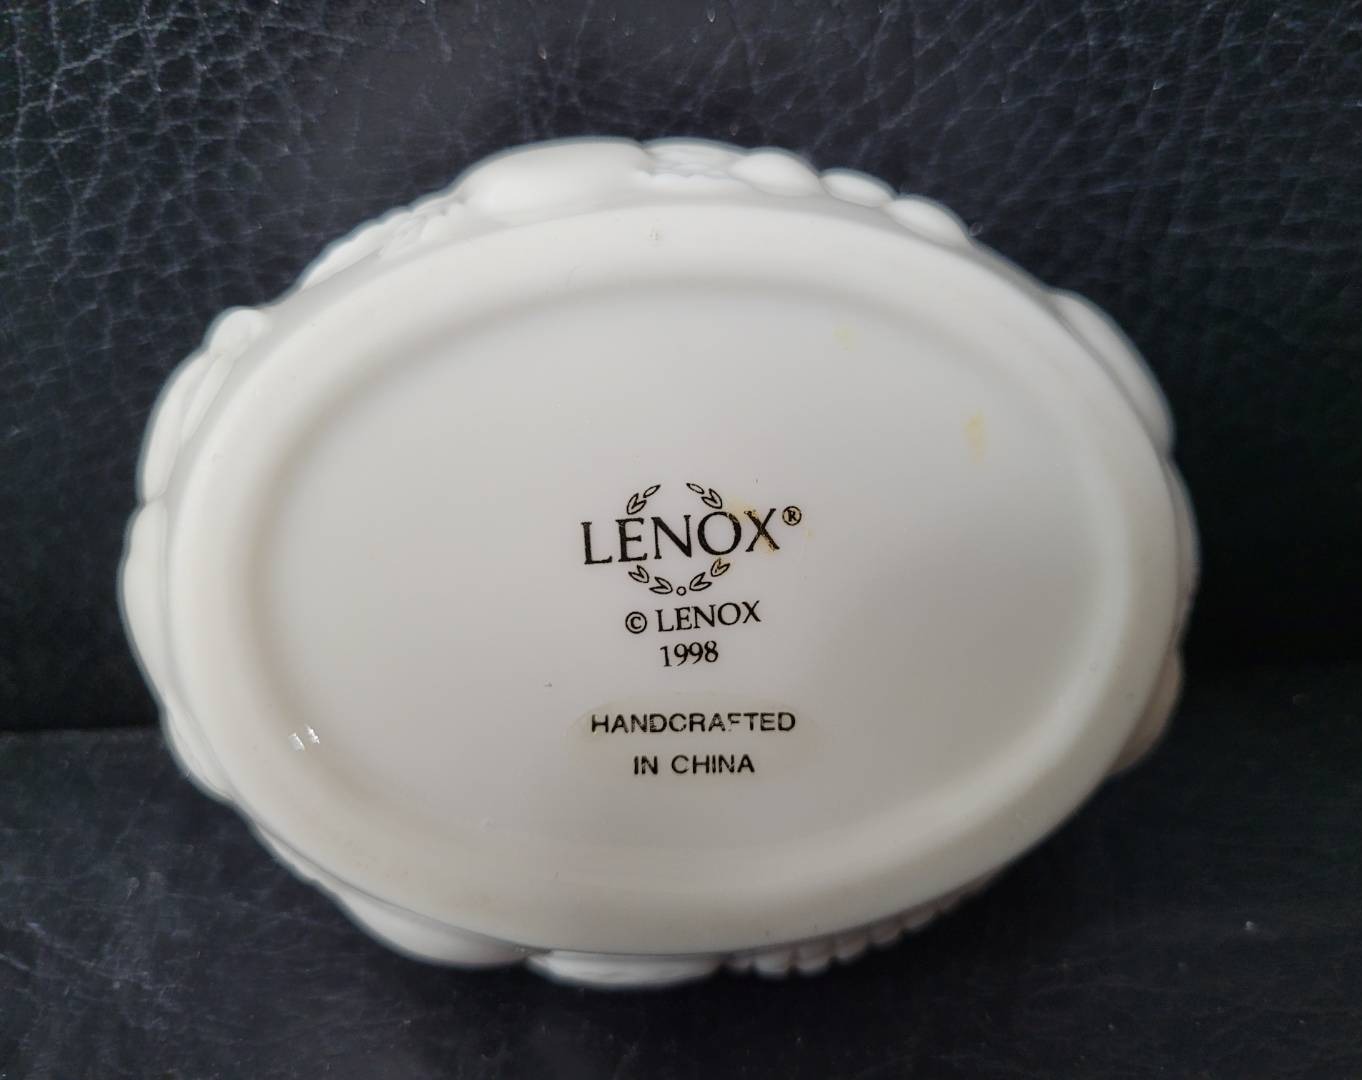 LENOX®
© LENOX
1998
HANDCRAFTED
IN CHINA